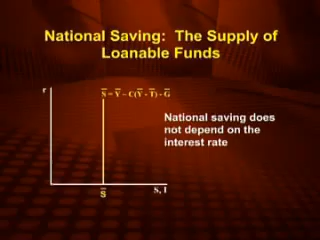 National Saving: The Supply of
Loanable Funds
r
S̅ = Y̅ – C(Y̅ - T̅) - G̅
National saving does
not depend on the
interest rate
S, I
S̅